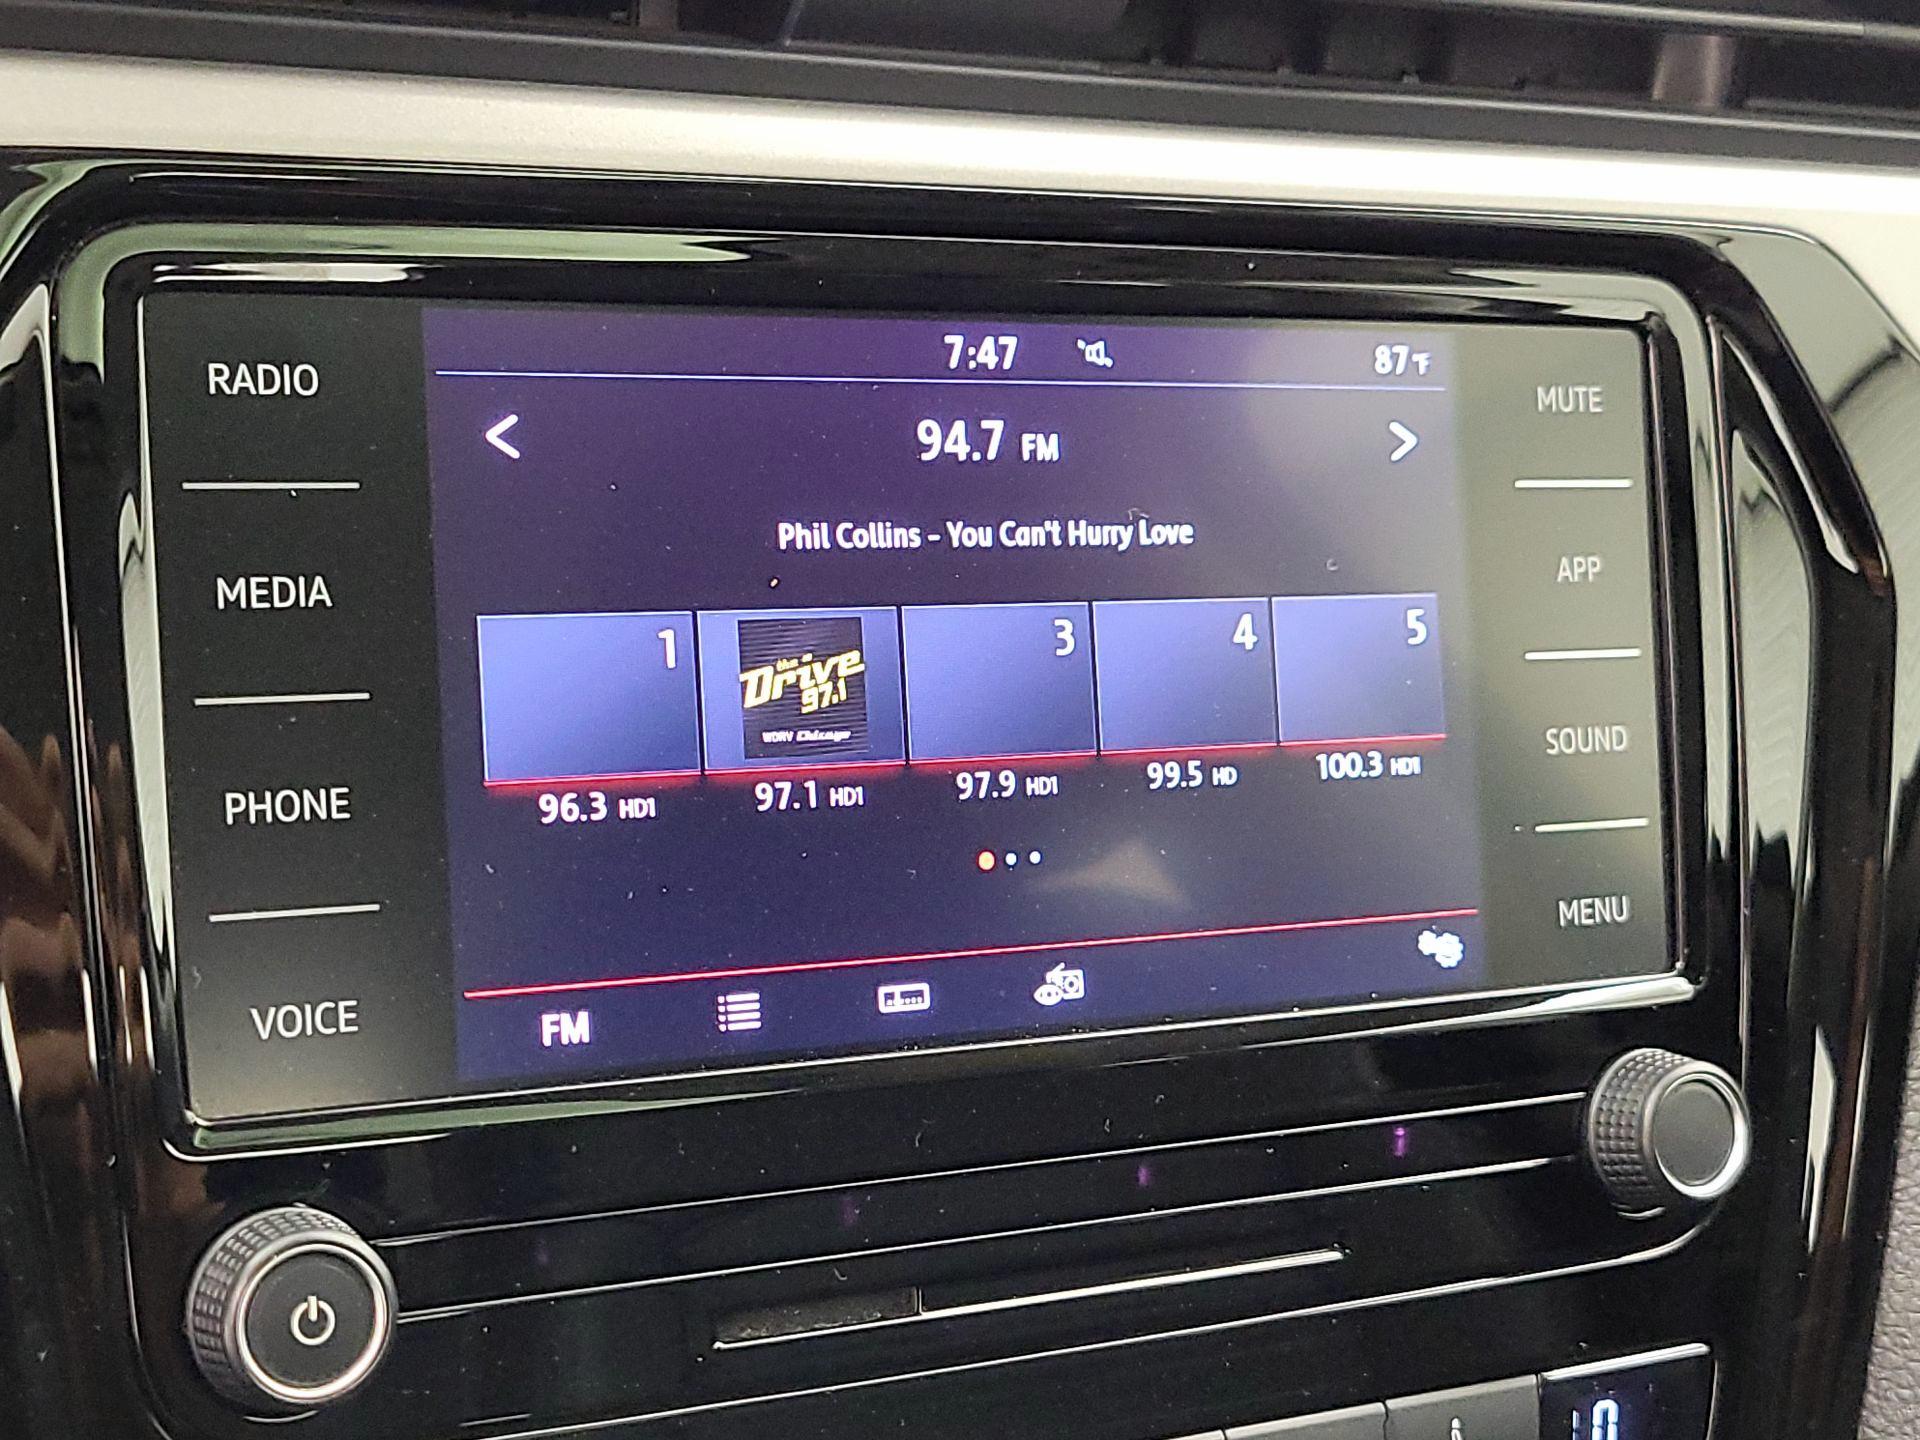 7:47
87°F
RADIO
MUTE
94.7 FM
Phil Collins - You Can't Hurry Love
MEDIA
APP
1
the
Drive
97.1
WDRV Chicago
3
4
5
SOUND
PHONE
96.3 HD1
97.1 HD1
97.9 HD1
99.5 HD
100.3 HD1
MENU
VOICE
FM